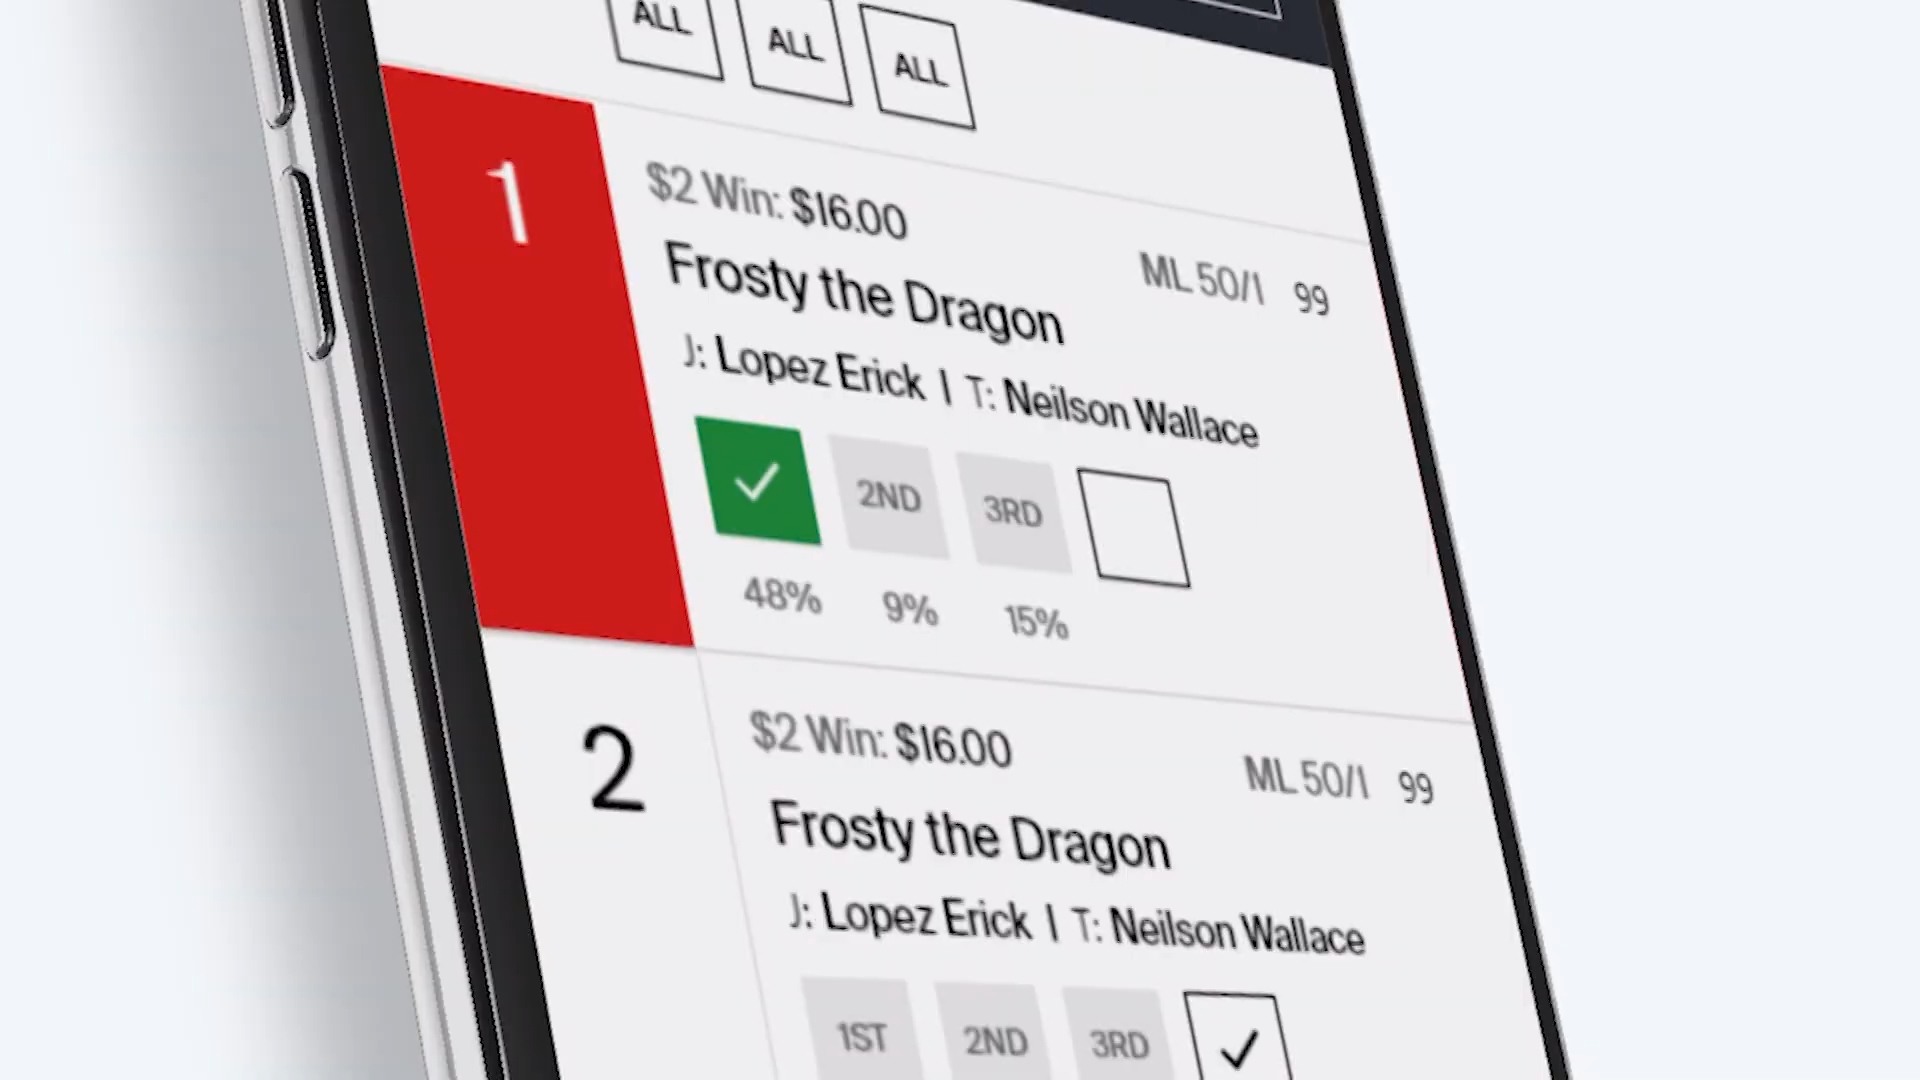 ALL ALL ALL
1
$2 Win: $16.00
ML 50/1 99
Frosty the Dragon
J: Lopez Erick | T: Neilson Wallace
2ND 3RD
48% 9% 15%
2
$2 Win: $16.00
ML 50/1 99
Frosty the Dragon
J: Lopez Erick | T: Neilson Wallace
1ST 2ND 3RD